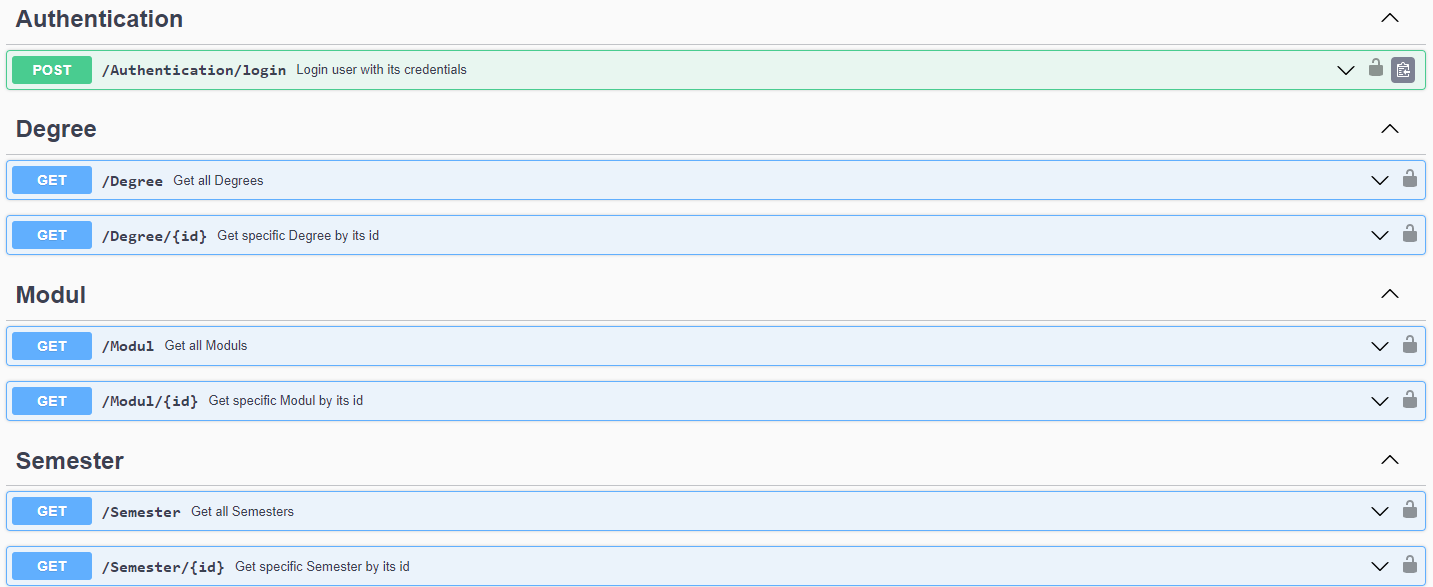 Authentication
POST /Authentication/login Login user with its credentials
Degree
GET /Degree Get all Degrees
GET /Degree/{id} Get specific Degree by its id
Modul
GET /Modul Get all Moduls
GET /Modul/{id} Get specific Modul by its id
Semester
GET /Semester Get all Semesters
GET /Semester/{id} Get specific Semester by its id